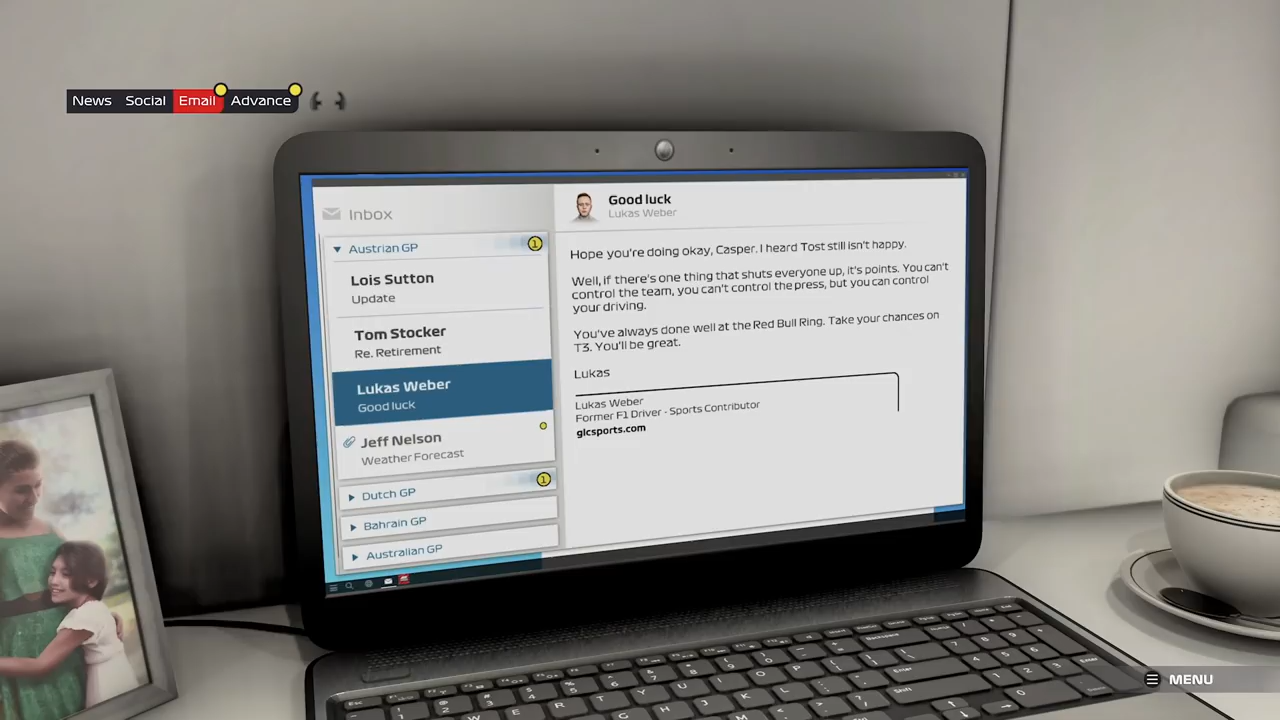 News Social Email Advance
Inbox
Austrian GP 1
Lois Sutton
Update
Tom Stocker
Re. Retirement
Lukas Weber
Good luck
Jeff Nelson
Weather Forecast
Dutch GP 1
Bahrain GP
Australian GP
Good luck
Lukas Weber
Hope you're doing okay, Casper. I heard Tost still isn't happy.
Well, if there's one thing that shuts everyone up, it's points. You can't
control the team, you can't control the press, but you can control
your driving.
You've always done well at the Red Bull Ring. Take your chances on
T3. You'll be great.
Lukas
Lukas Weber
Former F1 Driver - Sports Contributor
glcsports.com
MENU